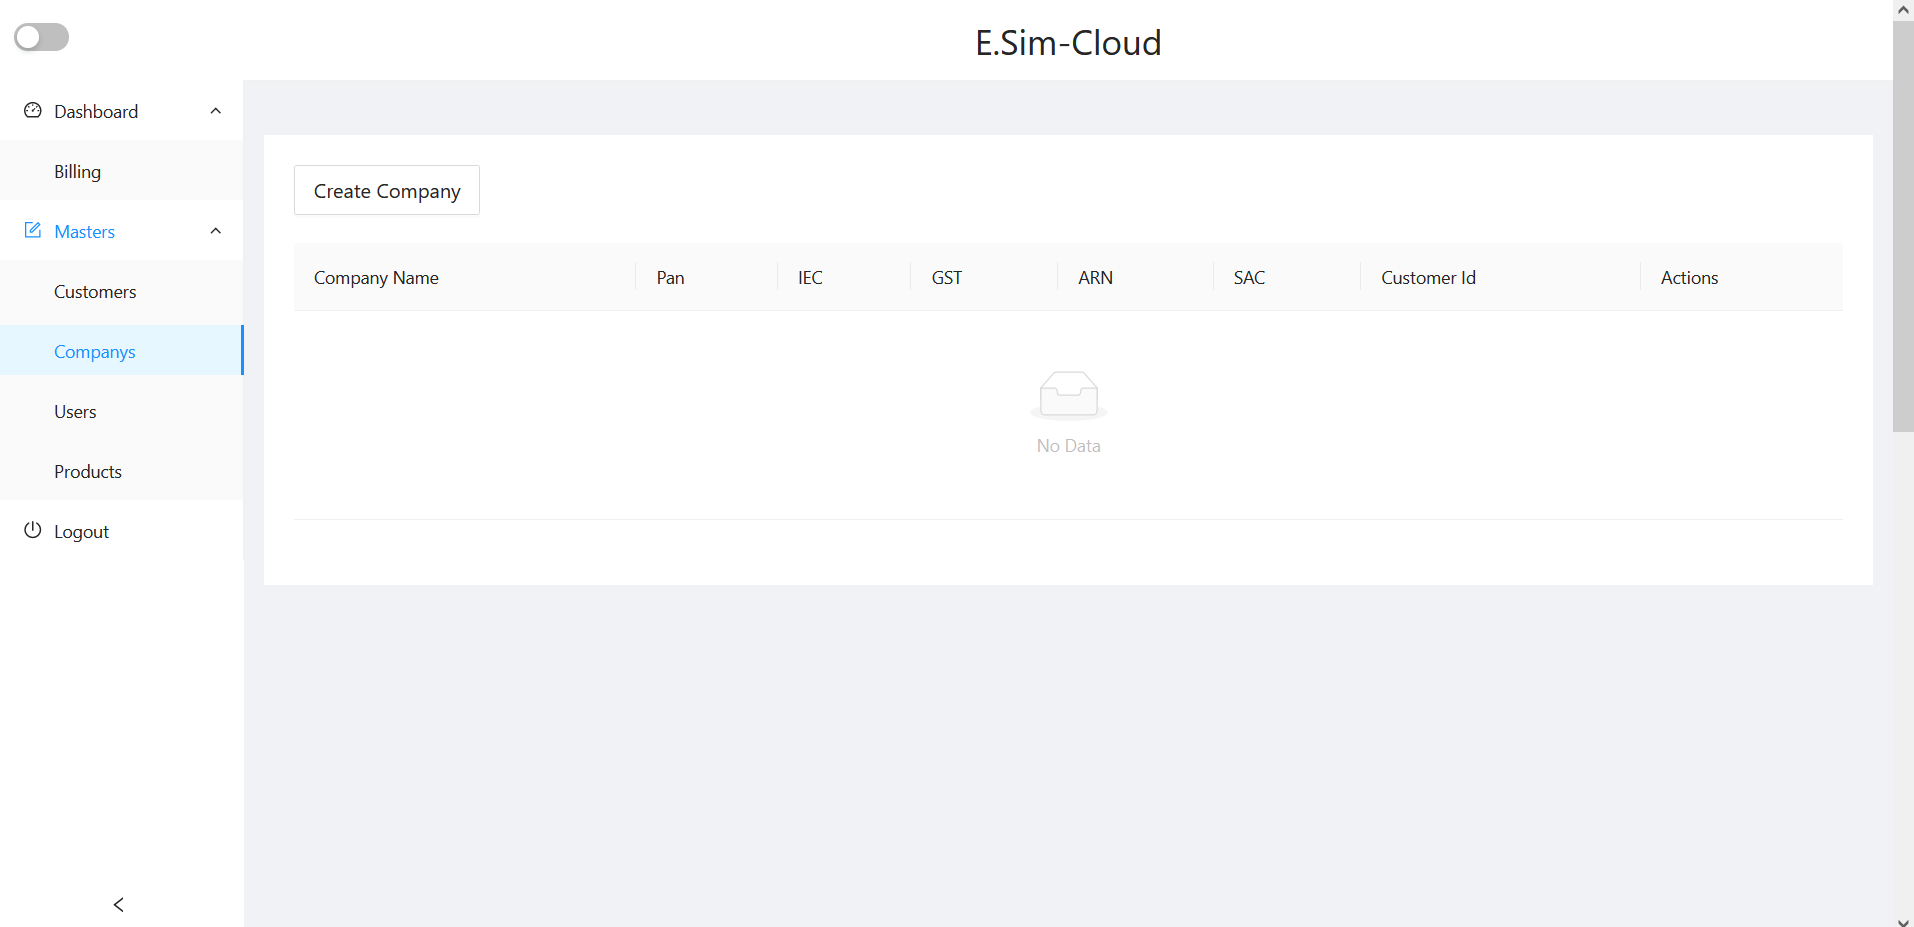 E.Sim-Cloud
Dashboard
Billing
Masters
Customers
Companys
Users
Products
Logout
Create Company
Company Name Pan IEC GST ARN SAC Customer Id Actions
No Data